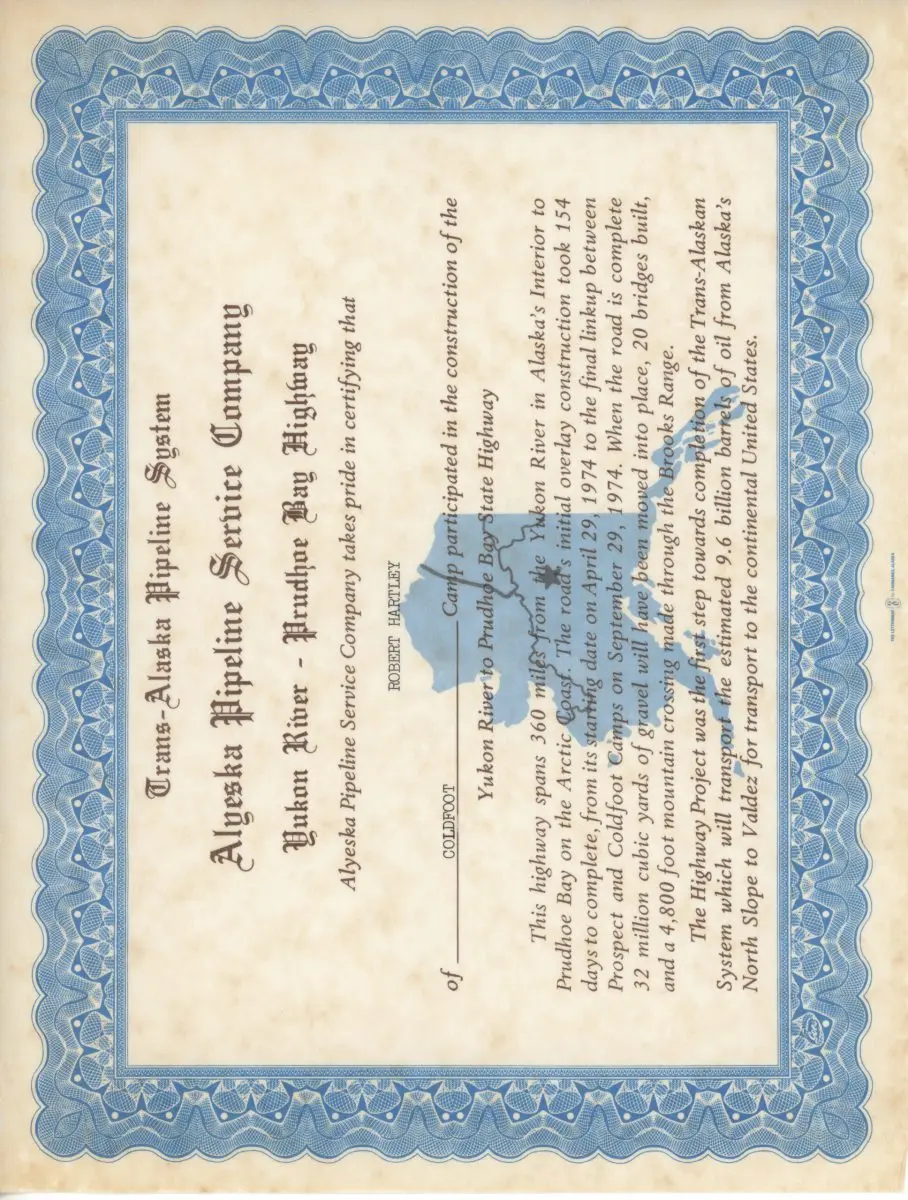 Trans-Alaska Pipeline System
Alyeska Pipeline Service Company
Yukon River - Prudhoe Bay Highway
Alyeska Pipeline Service Company takes pride in certifying that
ROBERT HARTLEY
of COLDFOOT Camp participated in the construction of the
Yukon River to Prudhoe Bay State Highway
This highway spans 360 miles from the Yukon River in Alaska's Interior to
Prudhoe Bay on the Arctic Coast. The road's initial overlay construction took 154
days to complete, from its starting date on April 29, 1974 to the final linkup between
Prospect and Coldfoot Camps on September 29, 1974. When the road is complete
32 million cubic yards of gravel will have been moved into place, 20 bridges built,
and a 4,800 foot mountain crossing made through the Brooks Range.
The Highway Project was the first step towards completion of the Trans-Alaskan
System which will transport the estimated 9.6 billion barrels of oil from Alaska's
North Slope to Valdez for transport to the continental United States.